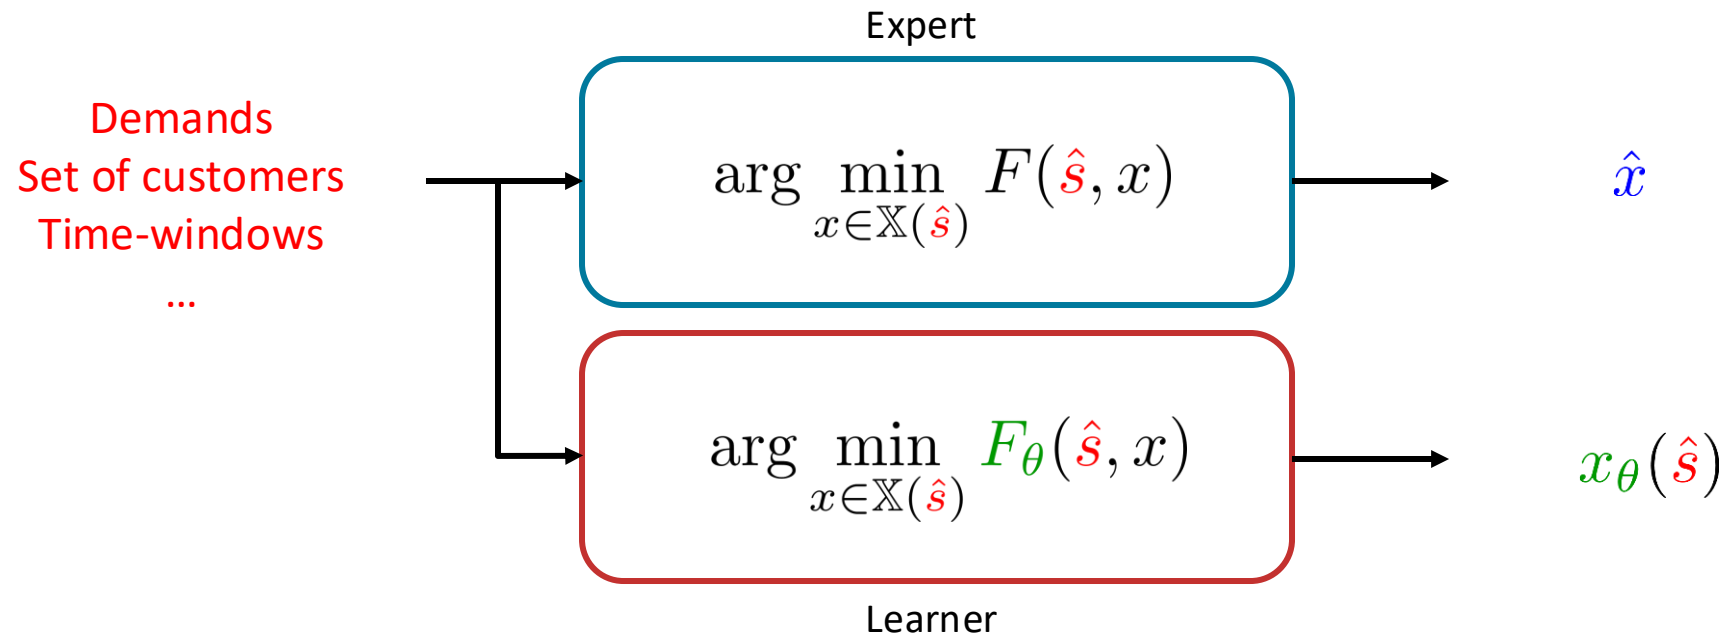 Expert
Demands
Set of customers
Time-windows
...
arg min F(ŝ, x)
x∈𝕏(ŝ)
x̂
arg min F_θ(ŝ, x)
x∈𝕏(ŝ)
x_θ(ŝ)
Learner